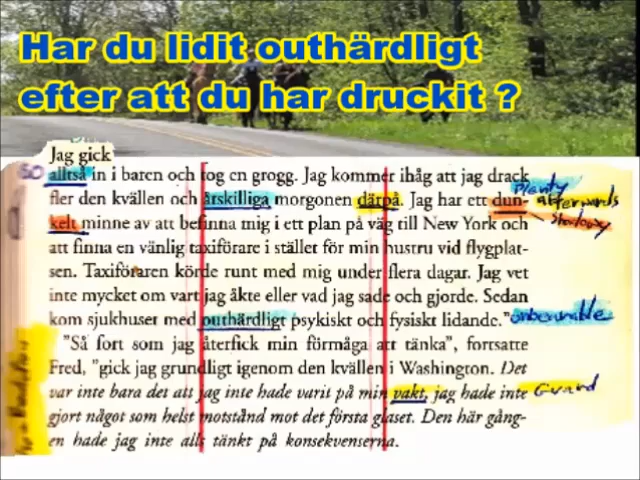 Har du lidit outhärdligt
efter att du har druckit ?
Jag gick
so alltså in i baren och tog en grogg. Jag kommer ihåg att jag drack
fler den kvällen och årskilliga morgonen därpå. Jag har ett dun- Plenty afterwards
kelt minne av att befinna mig i ett plan på väg till New York och Shadowy
att finna en vänlig taxiförare i stället för min hustru vid flygplat-
sen. Taxiföraren körde runt med mig under flera dagar. Jag vet
inte mycket om vart jag åkte eller vad jag sade och gjorde. Sedan
kom sjukhuset med outhärdligt psykiskt och fysiskt lidande." unbearable
"Så fort som jag återfick min förmåga att tänka", fortsatte
Fred, "gick jag grundligt igenom den kvällen i Washington. Det
var inte bara det att jag inte hade varit på min vakt, jag hade inte Guard
gjort något som helst motstånd mot det första glaset. Den här gång-
en hade jag inte alls tänkt på konsekvenserna.